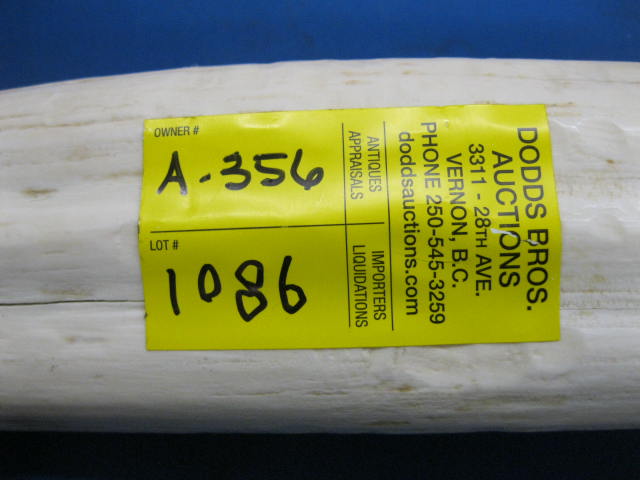 DODDS BROS.
AUCTIONS
3311 - 28TH AVE.
VERNON, B.C.
PHONE 250-545-3259
doddsauctions.com
ANTIQUES
APPRAISALS
IMPORTERS
LIQUIDATIONS
OWNER #
A-356
LOT #
1086